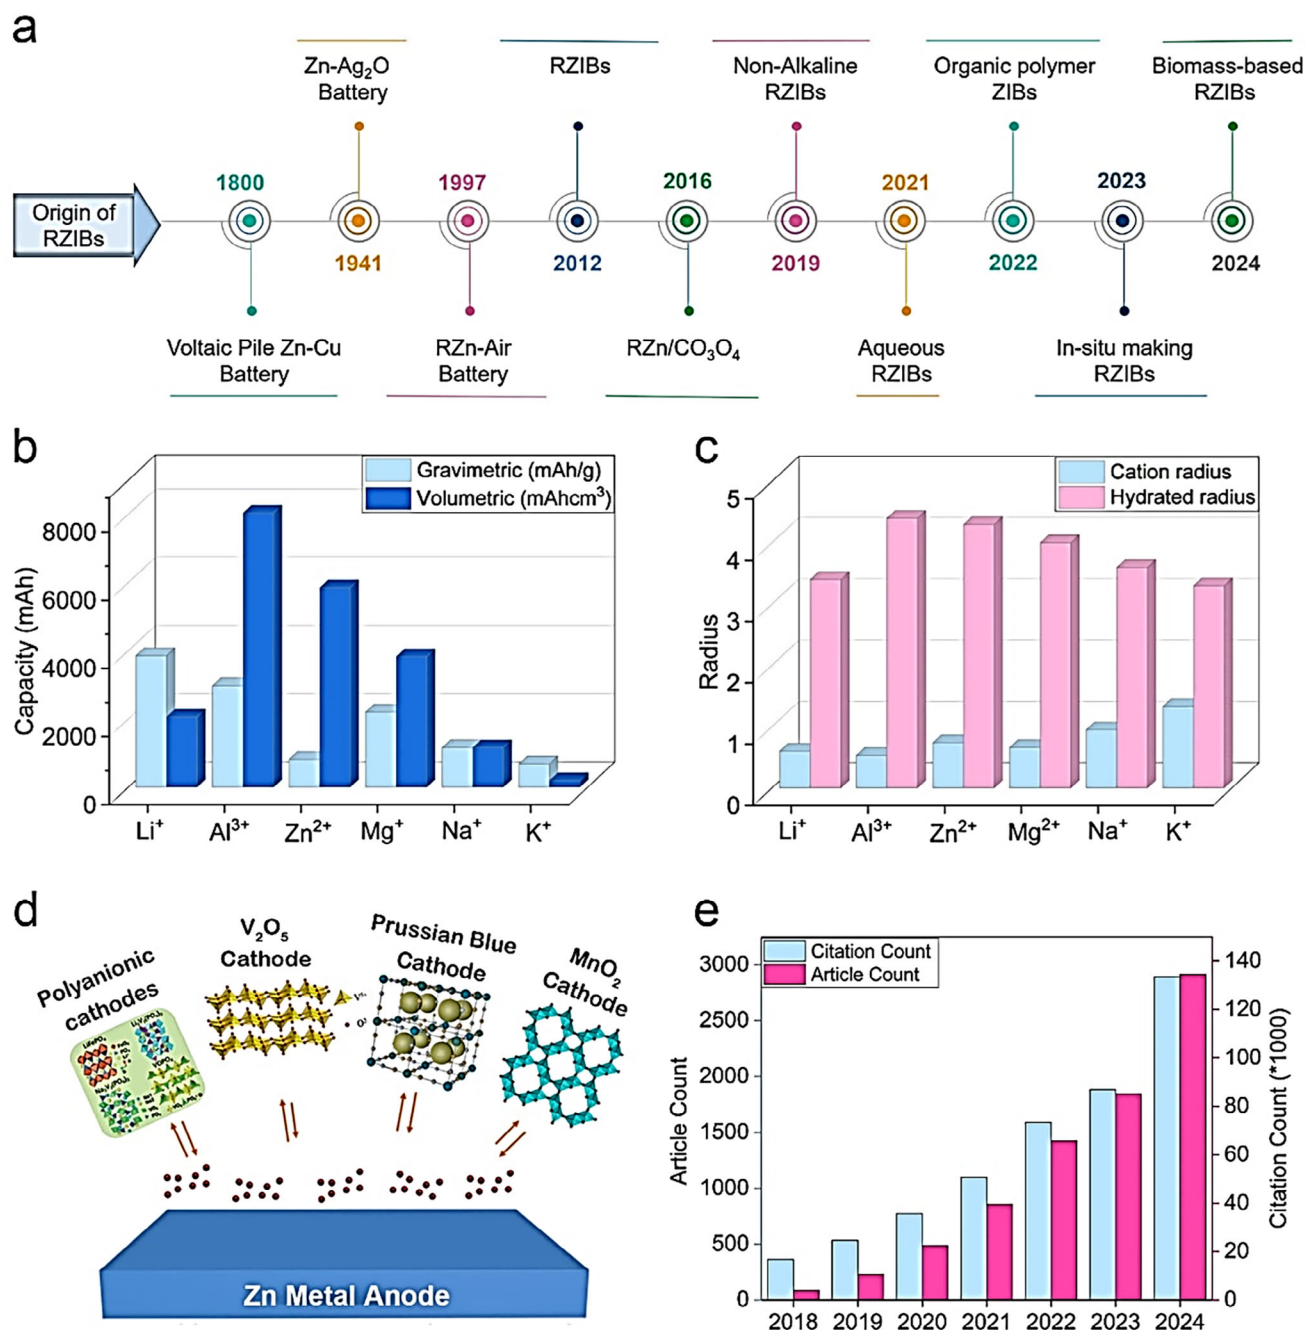 a
Zn-Ag₂O
Battery
RZIBs
Non-Alkaline
RZIBs
Organic polymer
ZIBs
Biomass-based
RZIBs
Origin of
RZIBs
1800
1941
1997
2012
2016
2019
2021
2022
2023
2024
Voltaic Pile Zn-Cu
Battery
RZn-Air
Battery
RZn/CO₃O₄
Aqueous
RZIBs
In-situ making
RZIBs
b
Gravimetric (mAh/g)
Volumetric (mAhcm³)
Capacity (mAh)
8000
6000
4000
2000
0
Li⁺
Al³⁺
Zn²⁺
Mg⁺
Na⁺
K⁺
c
Cation radius
Hydrated radius
Radius
5
4
3
2
1
0
Li⁺
Al³⁺
Zn²⁺
Mg²⁺
Na⁺
K⁺
d
Polyanionic
cathodes
V₂O₅
Cathode
Prussian Blue
Cathode
MnO₂
Cathode
LiFePO₄
Zn Metal Anode
e
Citation Count
Article Count
Article Count
3000
2500
2000
1500
1000
500
0
Citation Count (*1000)
140
120
100
80
60
40
20
0
2018
2019
2020
2021
2022
2023
2024